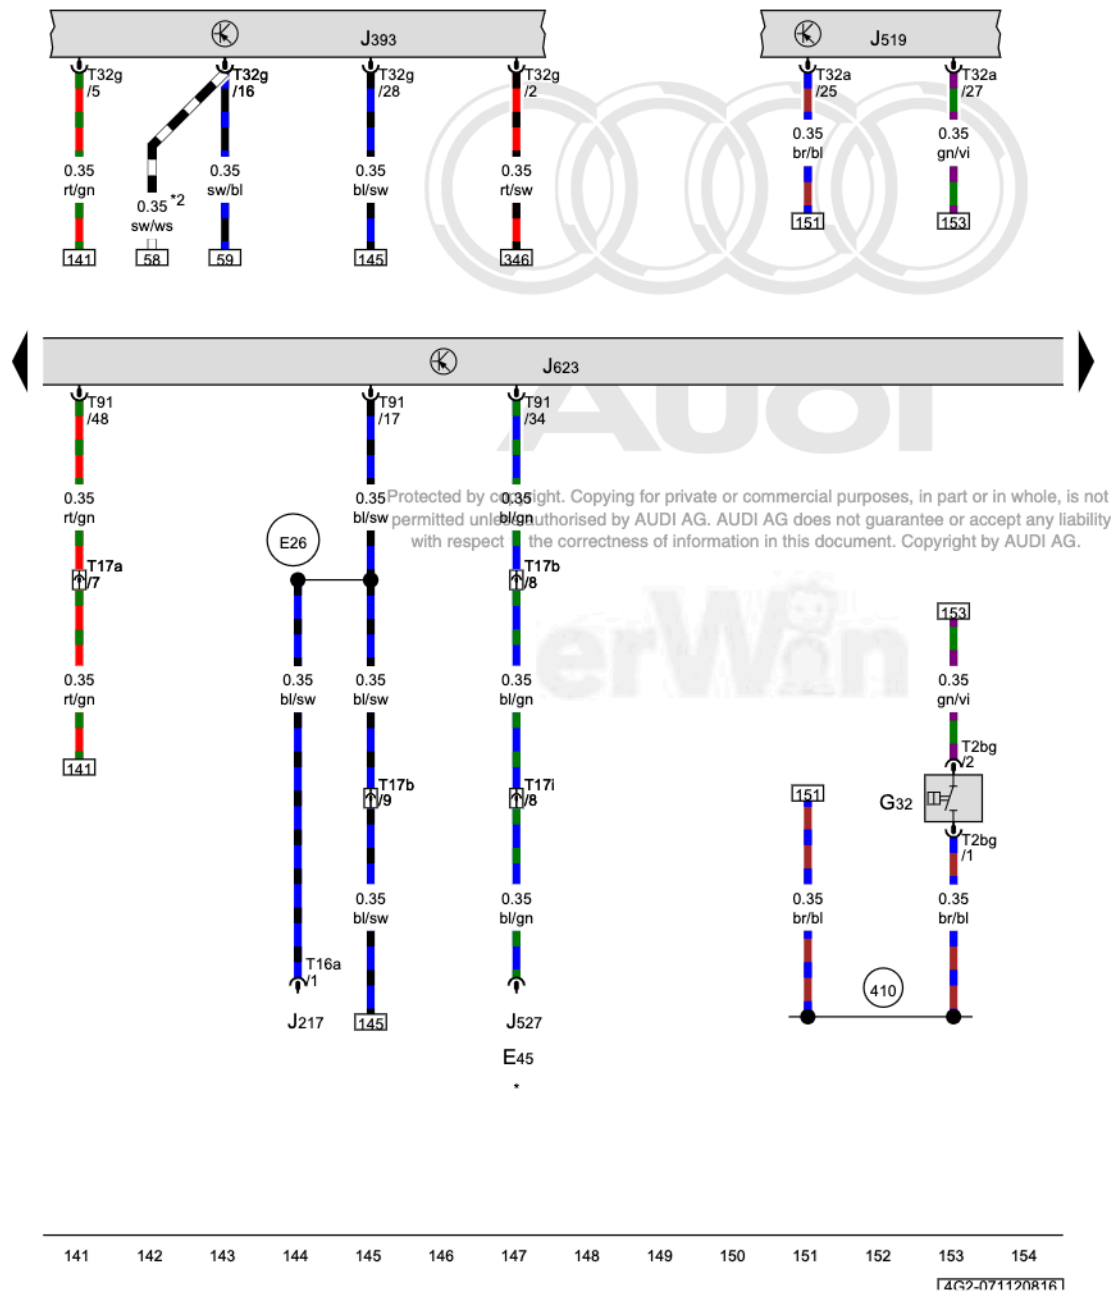 J393
J519
T32g
/5
T32g
/16
T32g
/28
T32g
/2
T32a
/25
T32a
/27
0.35
br/bl
0.35
gn/vi
0.35
rt/gn
0.35
sw/bl
0.35
bl/sw
0.35
rt/sw
0.35 *2
sw/ws
151
153
141
58
59
145
346
J623
AUDI
T91
/48
T91
/17
T91
/34
0.35
rt/gn
0.35
bl/sw
0.35
bl/gn
Protected by copyright. Copying for private or commercial purposes, in part or in whole, is not
permitted unless authorised by AUDI AG. AUDI AG does not guarantee or accept any liability
with respect to the correctness of information in this document. Copyright by AUDI AG.
E26
T17a
/7
T17b
/8
erWin
153
0.35
rt/gn
0.35
bl/sw
0.35
bl/sw
0.35
bl/gn
0.35
gn/vi
141
T2bg
/2
T17b
/9
T17i
/8
151
G32
T2bg
/1
0.35
bl/sw
0.35
bl/gn
0.35
br/bl
0.35
br/bl
T16a
/1
410
J217
145
J527
E45
*
141 142 143 144 145 146 147 148 149 150 151 152 153 154
4G2-071120816